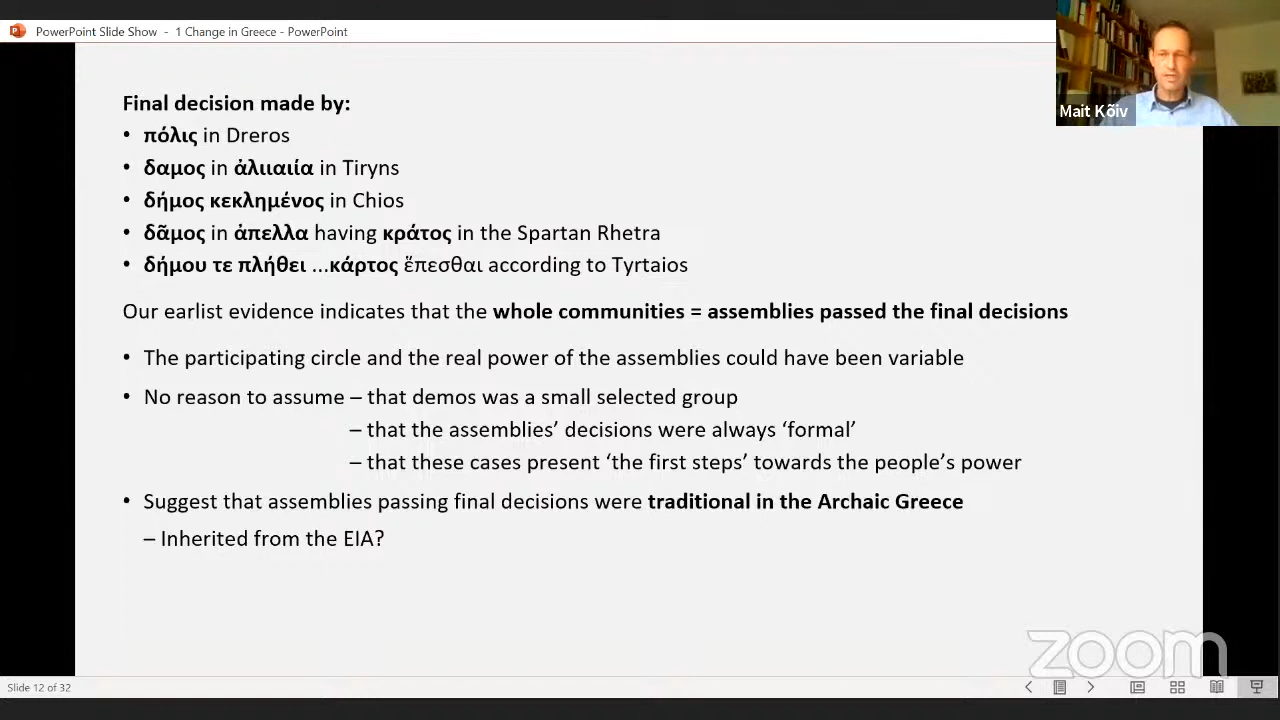 PowerPoint Slide Show - 1 Change in Greece - PowerPoint
Mait Kõiv
Final decision made by:
• πόλις in Dreros
• δαμος in ἁλιιαιία in Tiryns
• δήμος κεκλημένος in Chios
• δᾶμος in ἁπελλα having κράτος in the Spartan Rhetra
• δήμου τε πλήθει ...κάρτος ἕπεσθαι according to Tyrtaios
Our earlist evidence indicates that the whole communities = assemblies passed the final decisions
• The participating circle and the real power of the assemblies could have been variable
• No reason to assume – that demos was a small selected group
– that the assemblies’ decisions were always ‘formal’
– that these cases present ‘the first steps’ towards the people’s power
• Suggest that assemblies passing final decisions were traditional in the Archaic Greece
– Inherited from the EIA?
zoom
Slide 12 of 32